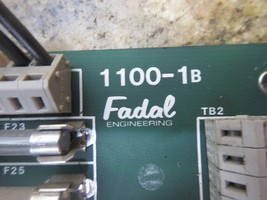 1100-1B
Fadal
ENGINEERING
TB2
F23
F25